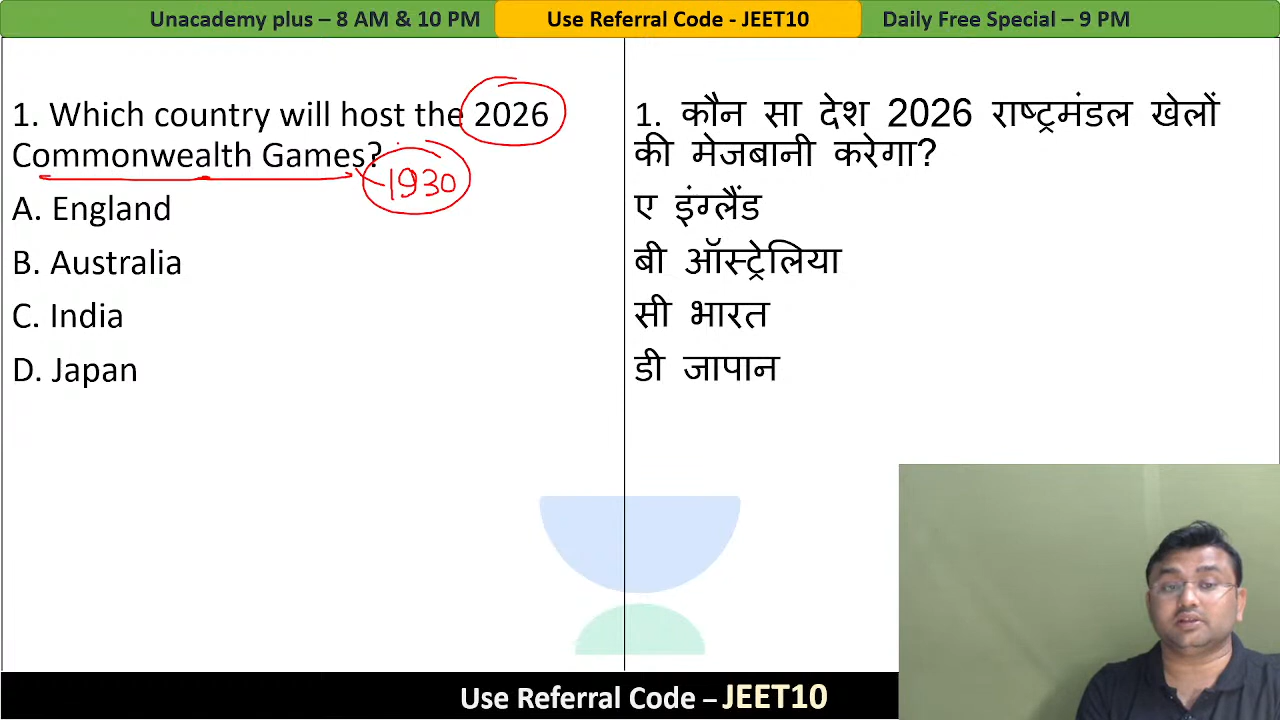 Unacademy plus – 8 AM & 10 PM
Use Referral Code - JEET10
Daily Free Special – 9 PM
1. Which country will host the 2026
Commonwealth Games?
1930
A. England
B. Australia
C. India
D. Japan
1. कौन सा देश 2026 राष्ट्रमंडल खेलों
की मेजबानी करेगा?
ए इंग्लैंड
बी ऑस्ट्रेलिया
सी भारत
डी जापान
Use Referral Code – JEET10